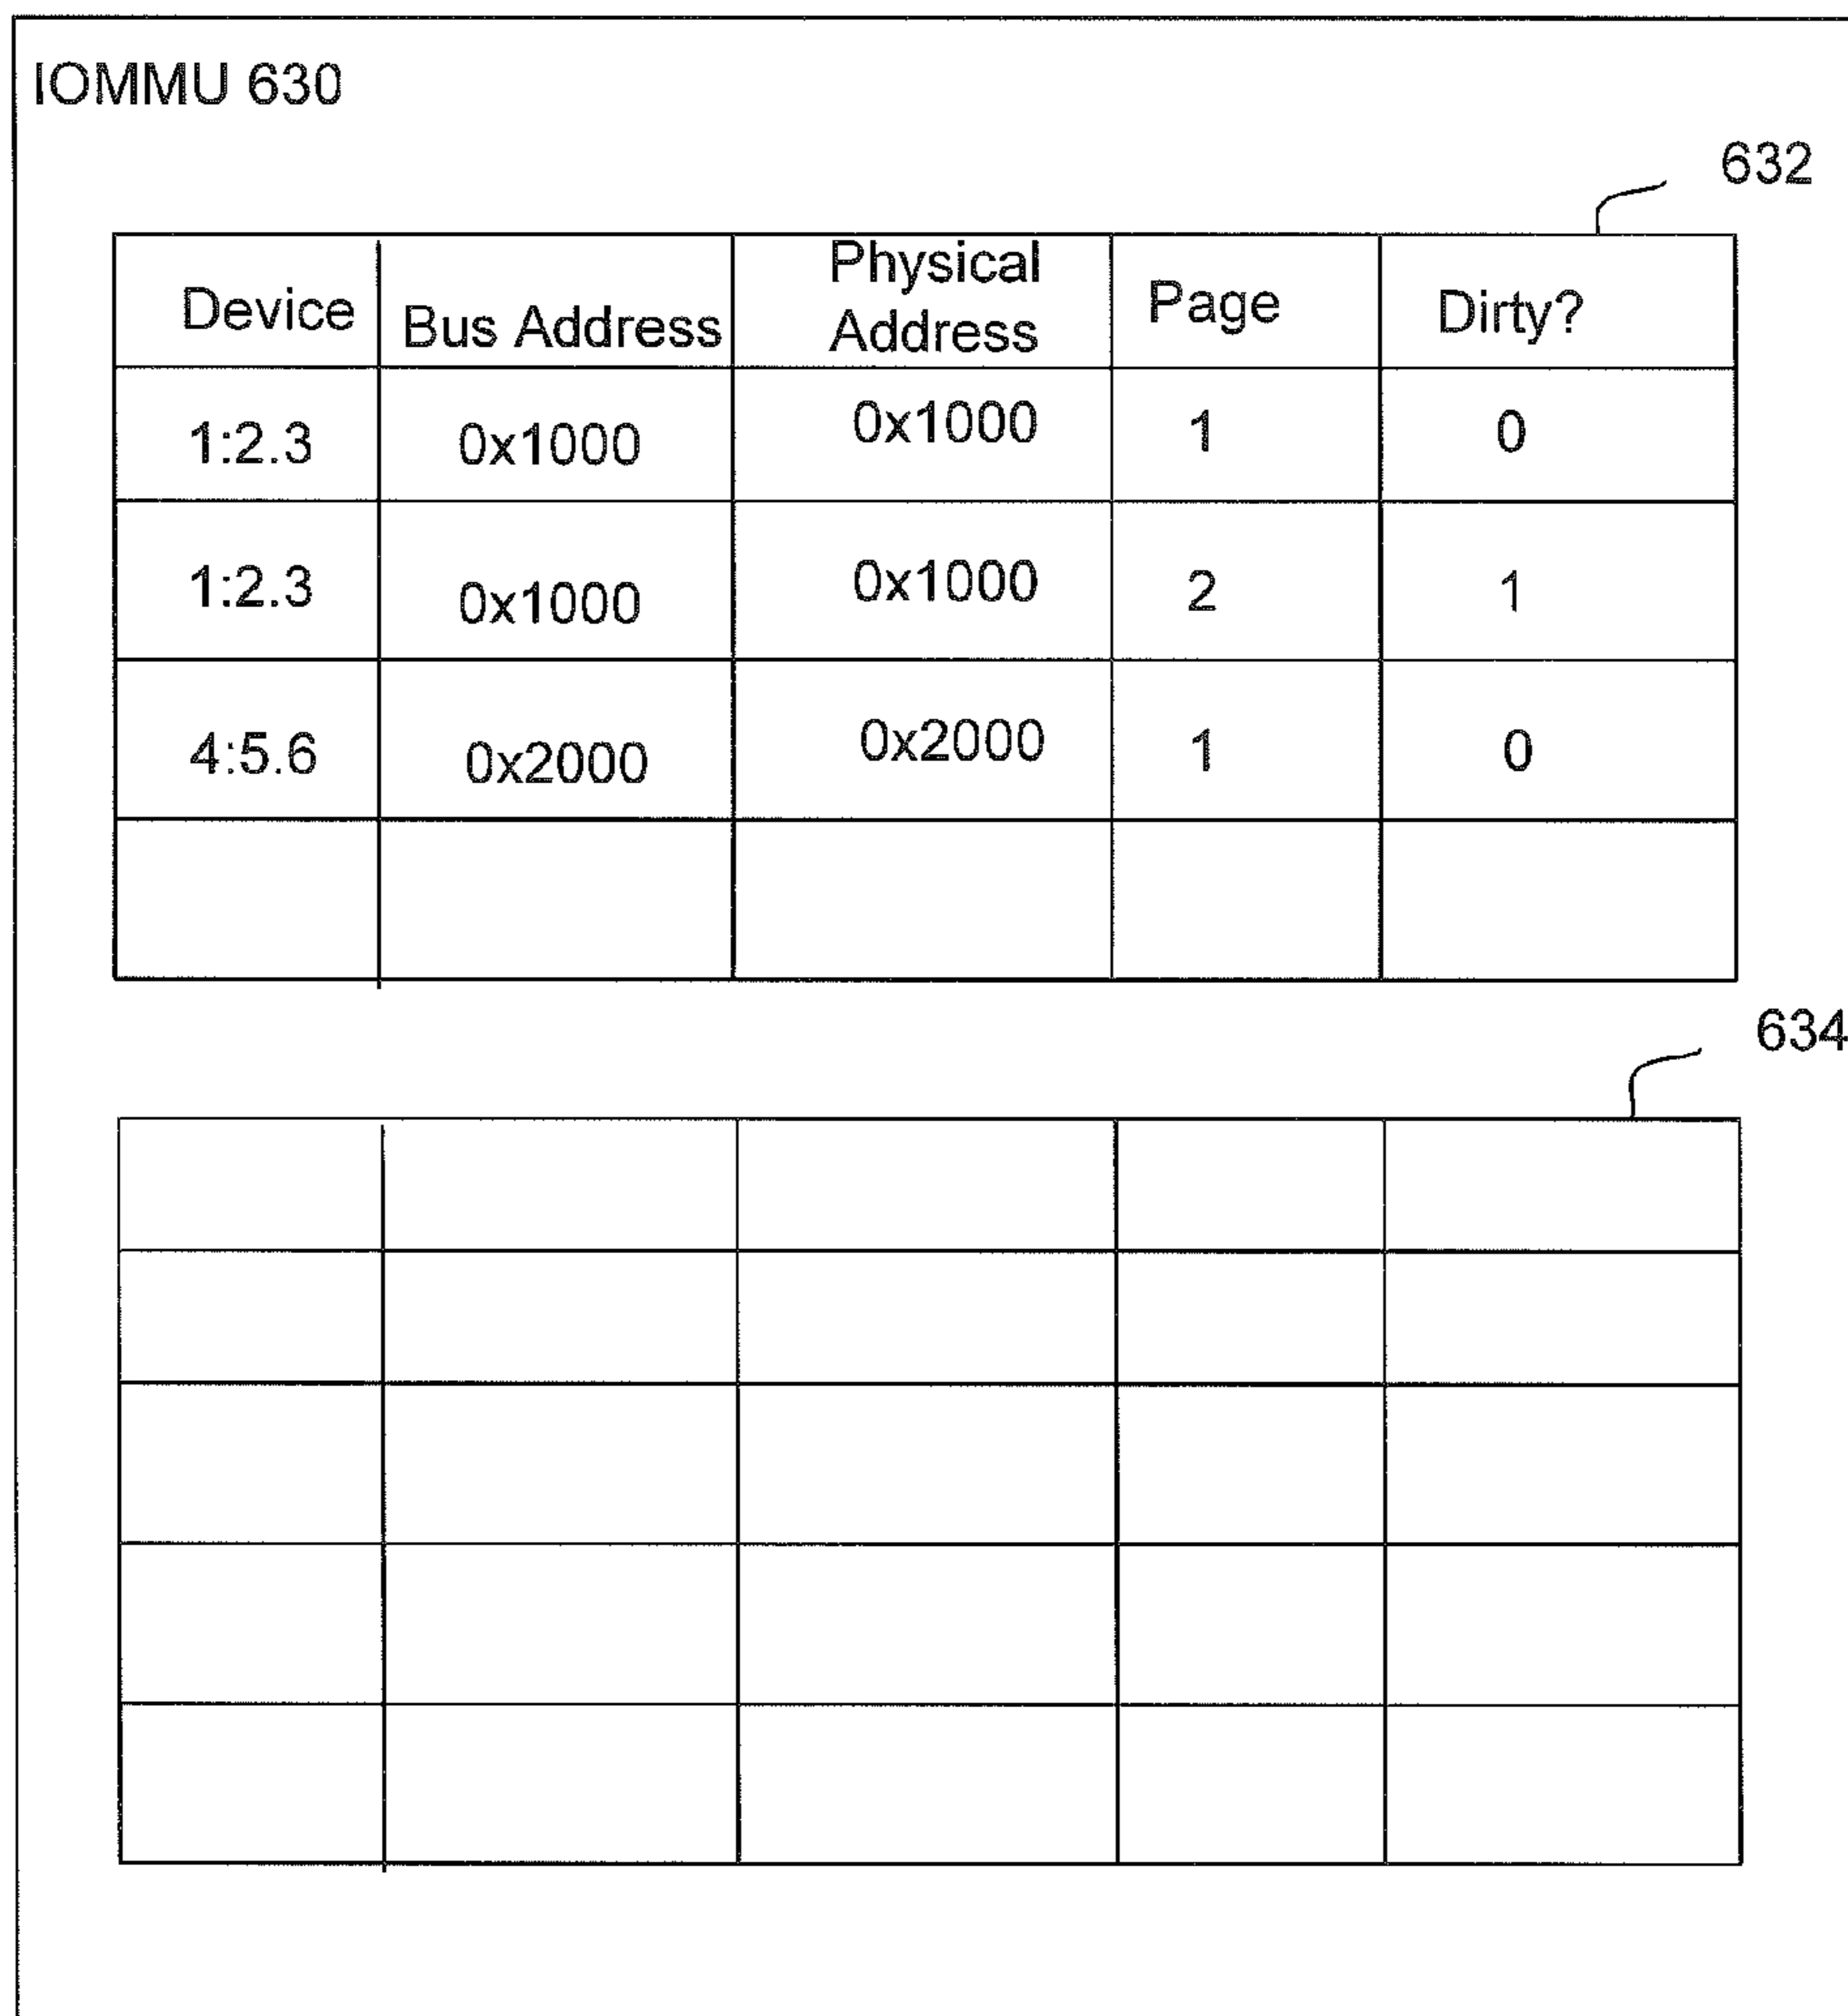 IOMMU 630
632
Device Bus Address Physical Address Page Dirty?
1:2.3 0x1000 0x1000 1 0
1:2.3 0x1000 0x1000 2 1
4:5.6 0x2000 0x2000 1 0
634